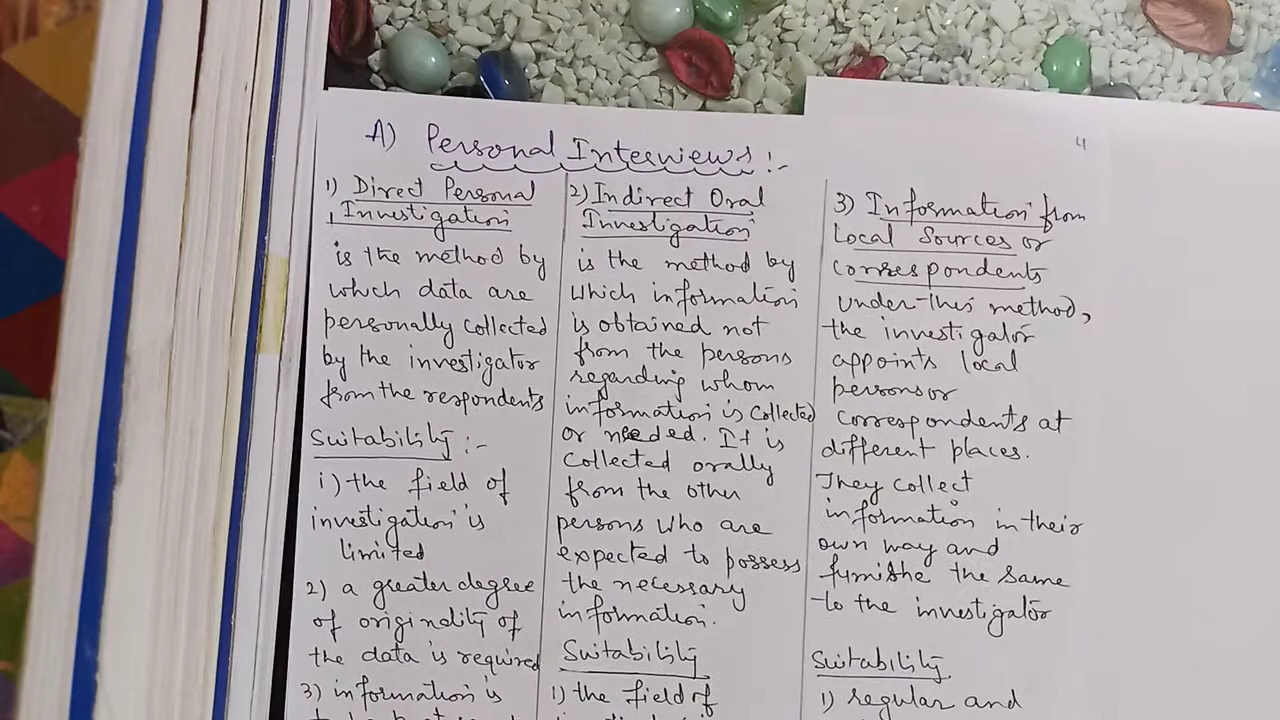 4
A) Personal Interviews :-
1) Direct Personal
Investigation
is the method by
which data are
personally collected
by the investigator
from the respondents
Suitability :-
i) the field of
investigation is
limited
2) a greater degree
of originality of
the data is required
3) information is
2) Indirect Oral
Investigation
is the method by
which information
is obtained not
from the persons
regarding whom
information is collected
or needed. It is
collected orally
from the other
persons who are
expected to possess
the necessary
information.
Suitability
1) the field of
3) Information from
Local Sources or
correspondents
under-this method,
the investigator
appoints local
persons or
correspondents at
different places.
They collect
information in their
own way and
furnishe the same
to the investigator
Suitability
1) regular and